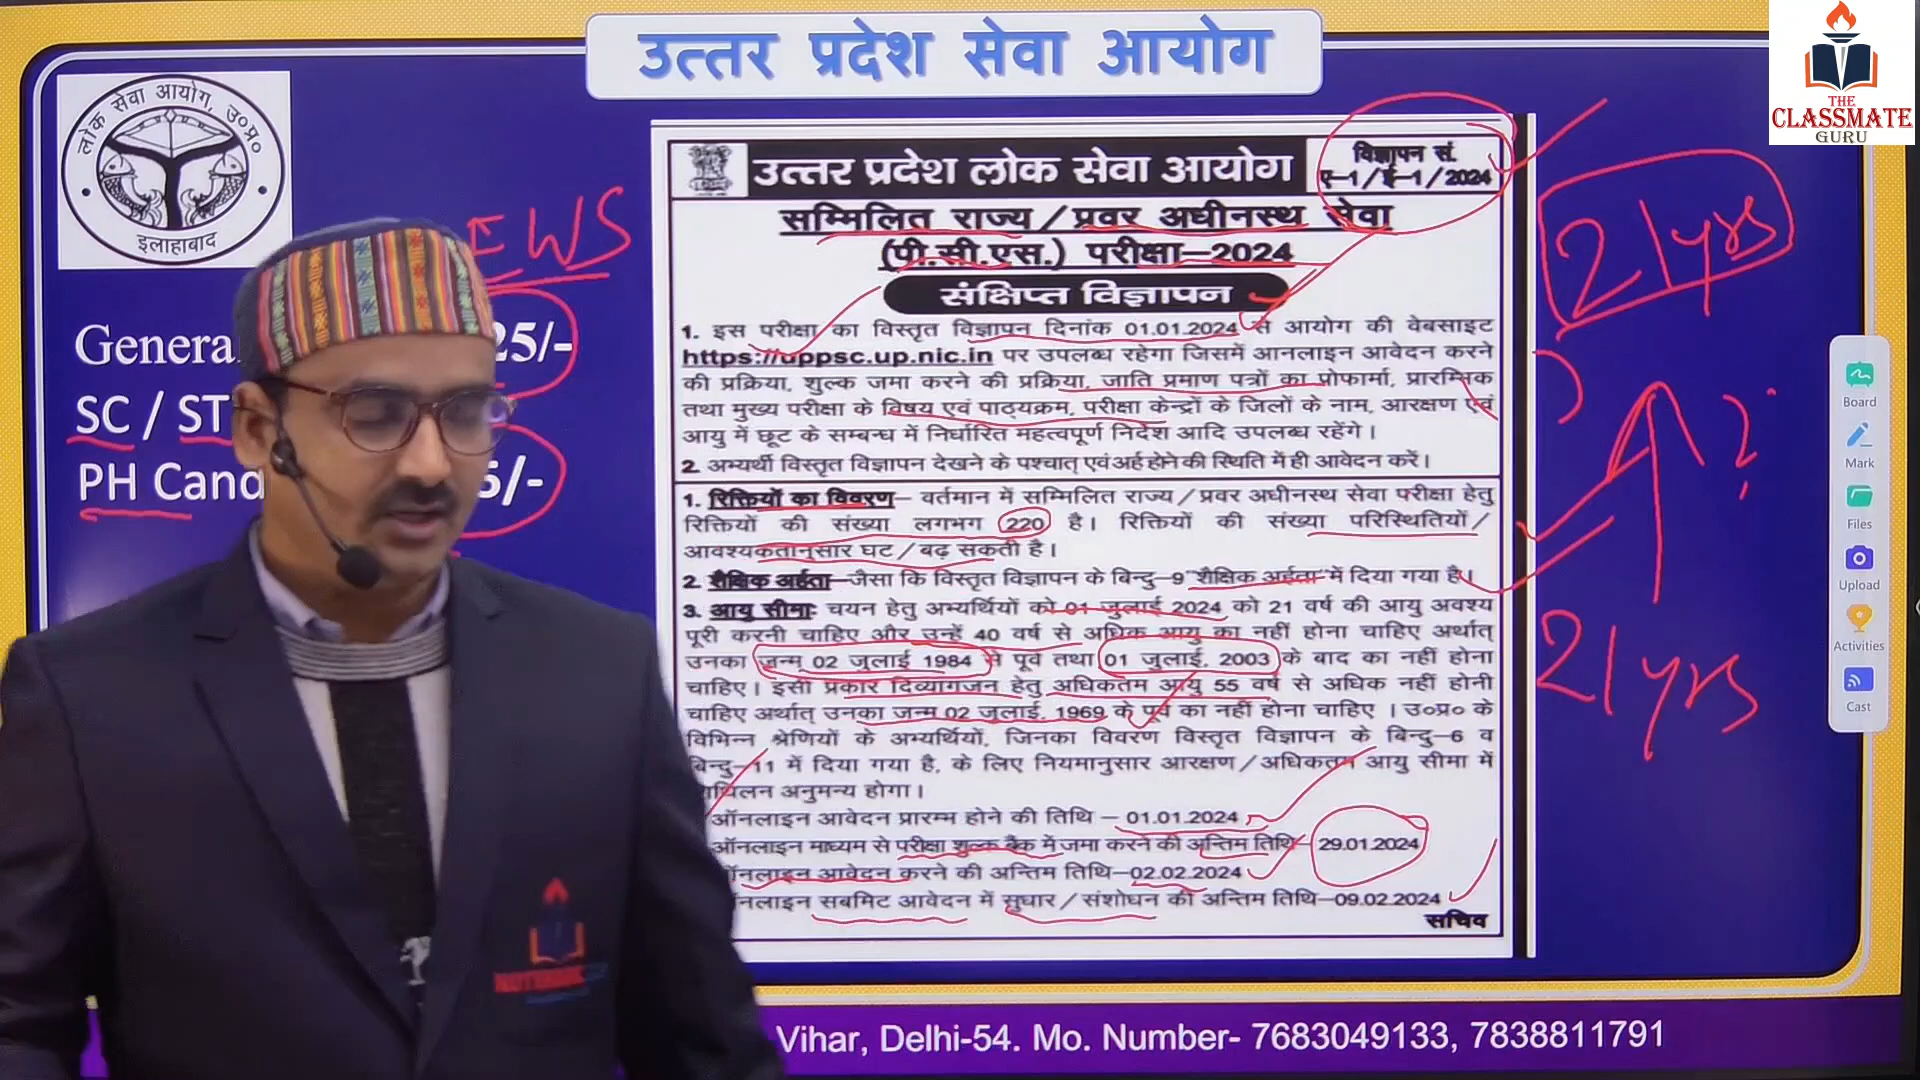 उत्तर प्रदेश सेवा आयोग
THE
CLASSMATE
GURU
लोक सेवा आयोग, उ०प्र०
इलाहाबाद
EWS
General
25/-
SC / ST
PH Cand
5/-
उत्तर प्रदेश लोक सेवा आयोग
विज्ञापन सं.
ए-1/ई-1/2024
सम्मिलित राज्य/प्रवर अधीनस्थ सेवा
(पी.सी.एस.) परीक्षा-2024
संक्षिप्त विज्ञापन
1. इस परीक्षा का विस्तृत विज्ञापन दिनांक 01.01.2024 से आयोग की वेबसाइट
https://uppsc.up.nic.in पर उपलब्ध रहेगा जिसमें आनलाइन आवेदन करने
की प्रक्रिया, शुल्क जमा करने की प्रक्रिया, जाति प्रमाण पत्रों का प्रोफार्मा, प्रारम्भिक
तथा मुख्य परीक्षा के विषय एवं पाठ्यक्रम, परीक्षा केन्द्रों के जिलों के नाम, आरक्षण एवं
आयु में छूट के सम्बन्ध में निर्धारित महत्वपूर्ण निर्देश आदि उपलब्ध रहेंगे।
2. अभ्यर्थी विस्तृत विज्ञापन देखने के पश्चात् एवं अर्ह होने की स्थिति में ही आवेदन करें।
1. रिक्तियों का विवरण– वर्तमान में सम्मिलित राज्य/प्रवर अधीनस्थ सेवा परीक्षा हेतु
रिक्तियों की संख्या लगभग 220 है। रिक्तियों की संख्या परिस्थितियों/
आवश्यकतानुसार घट/बढ़ सकती है।
2. शैक्षिक अर्हता–जैसा कि विस्तृत विज्ञापन के बिन्दु-9 "शैक्षिक अर्हता" में दिया गया है।
3. आयु सीमा: चयन हेतु अभ्यर्थियों को 01 जुलाई 2024 को 21 वर्ष की आयु अवश्य
पूरी करनी चाहिए और उन्हें 40 वर्ष से अधिक आयु का नहीं होना चाहिए अर्थात्
उनका जन्म 02 जुलाई 1984 से पूर्व तथा 01 जुलाई, 2003 के बाद का नहीं होना
चाहिए। इसी प्रकार दिव्यांगजन हेतु अधिकतम आयु 55 वर्ष से अधिक नहीं होनी
चाहिए अर्थात् उनका जन्म 02 जुलाई, 1969 के पूर्व का नहीं होना चाहिए । उ०प्र० के
विभिन्न श्रेणियों के अभ्यर्थियों, जिनका विवरण विस्तृत विज्ञापन के बिन्दु-6 व
बिन्दु-11 में दिया गया है, के लिए नियमानुसार आरक्षण/अधिकतम आयु सीमा में
अनुमन्य होगा।
ऑनलाइन आवेदन प्रारम्भ होने की तिथि – 01.01.2024
ऑनलाइन माध्यम से परीक्षा शुल्क बैंक में जमा करने की अन्तिम तिथि– 29.01.2024
ऑनलाइन आवेदन करने की अन्तिम तिथि–02.02.2024
ऑनलाइन सबमिट आवेदन में सुधार/संशोधन की अन्तिम तिथि–09.02.2024
सचिव
21yrs
?
21yrs
Board
Mark
Files
Upload
Activities
Cast
Vihar, Delhi-54. Mo. Number- 7683049133, 7838811791